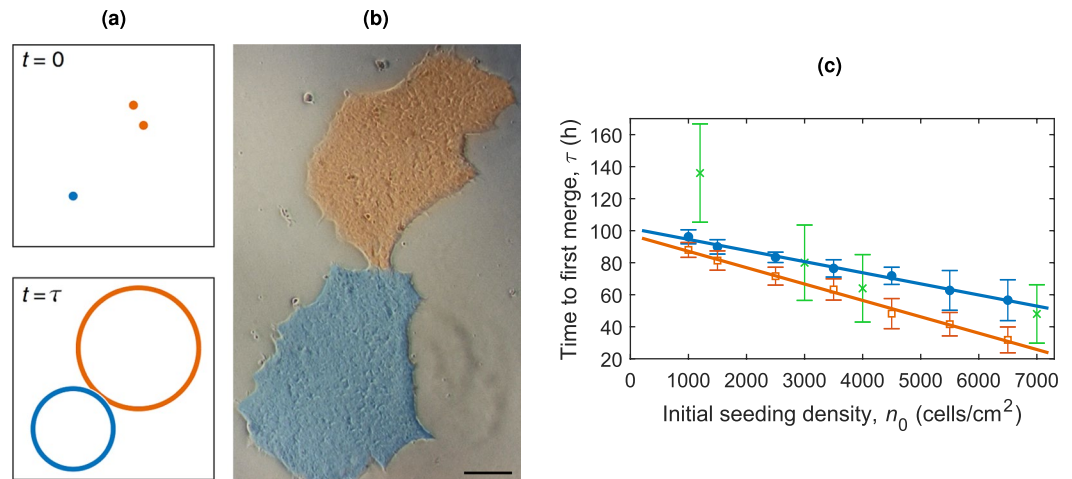 (a)
(b)
(c)
t = 0
t = τ
Time to first merge, τ (h)
160
140
120
100
80
60
40
20
0 1000 2000 3000 4000 5000 6000 7000
Initial seeding density, n0 (cells/cm2)